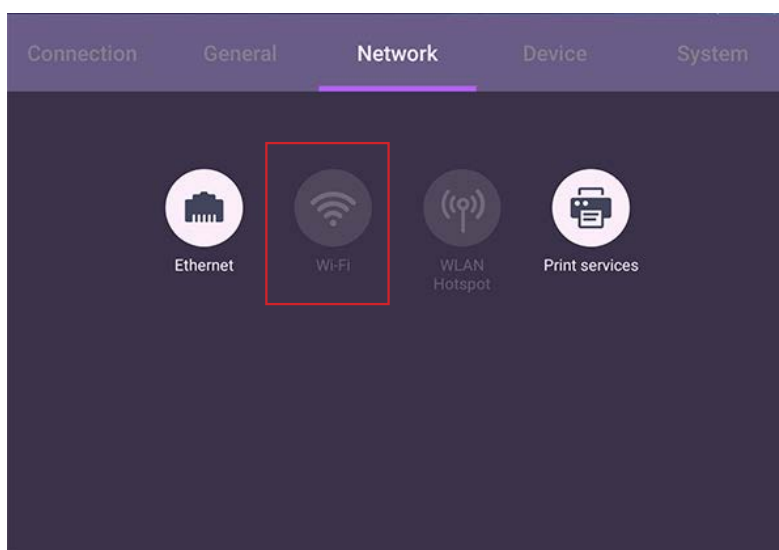 Connection General Network Device System
Ethernet Wi-Fi WLAN Hotspot Print services